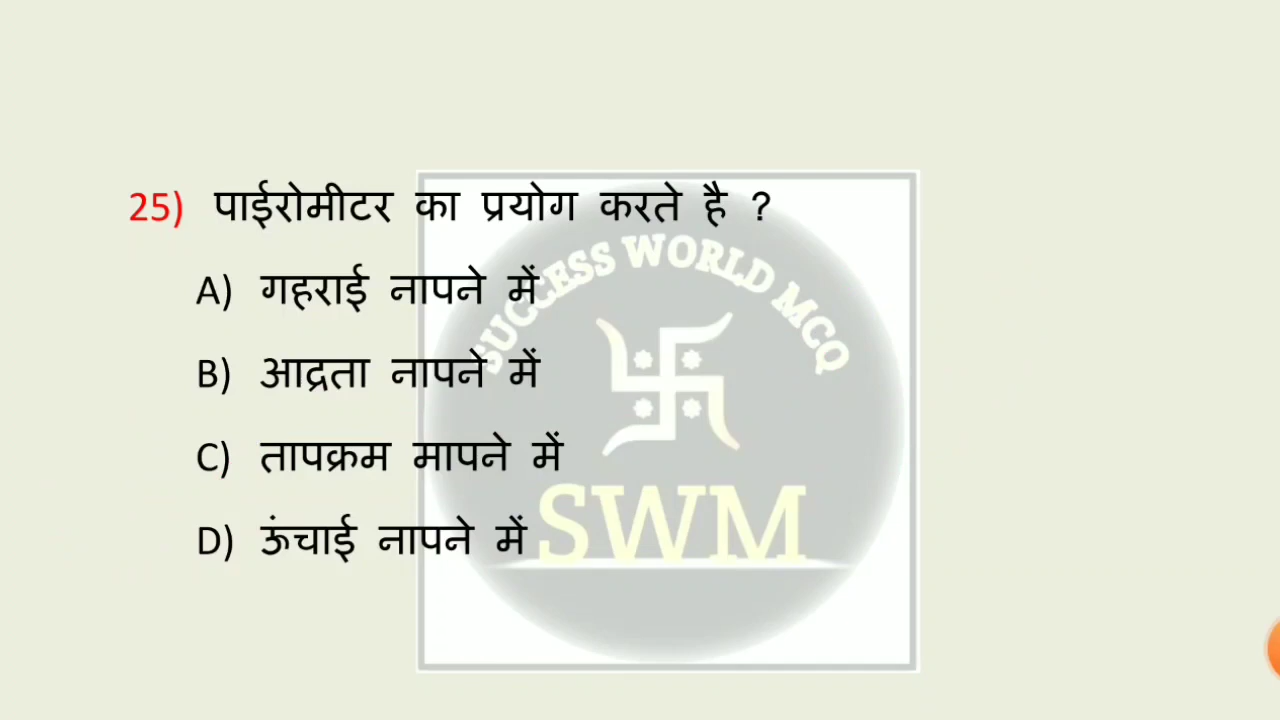 25) पाईरोमीटर का प्रयोग करते है ?
A) गहराई नापने में
B) आद्रता नापने में
C) तापक्रम मापने में
D) ऊंचाई नापने में
SUCCESS WORLD MCQ
SWM